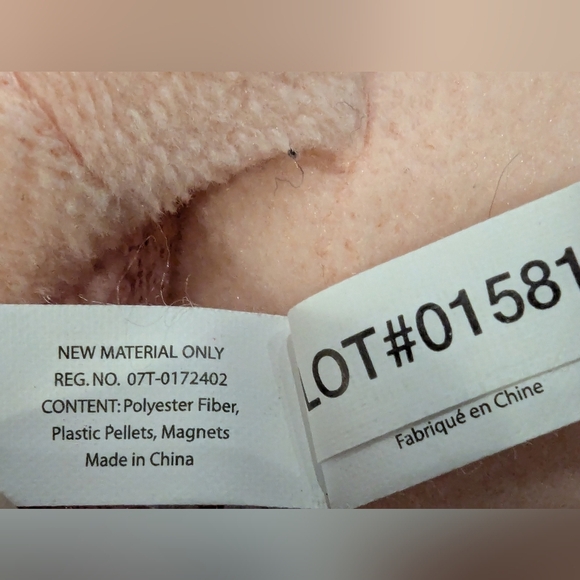 NEW MATERIAL ONLY
REG. NO. 07T-0172402
CONTENT: Polyester Fiber,
Plastic Pellets, Magnets
Made in China
LOT#01581
Fabriqué en Chine